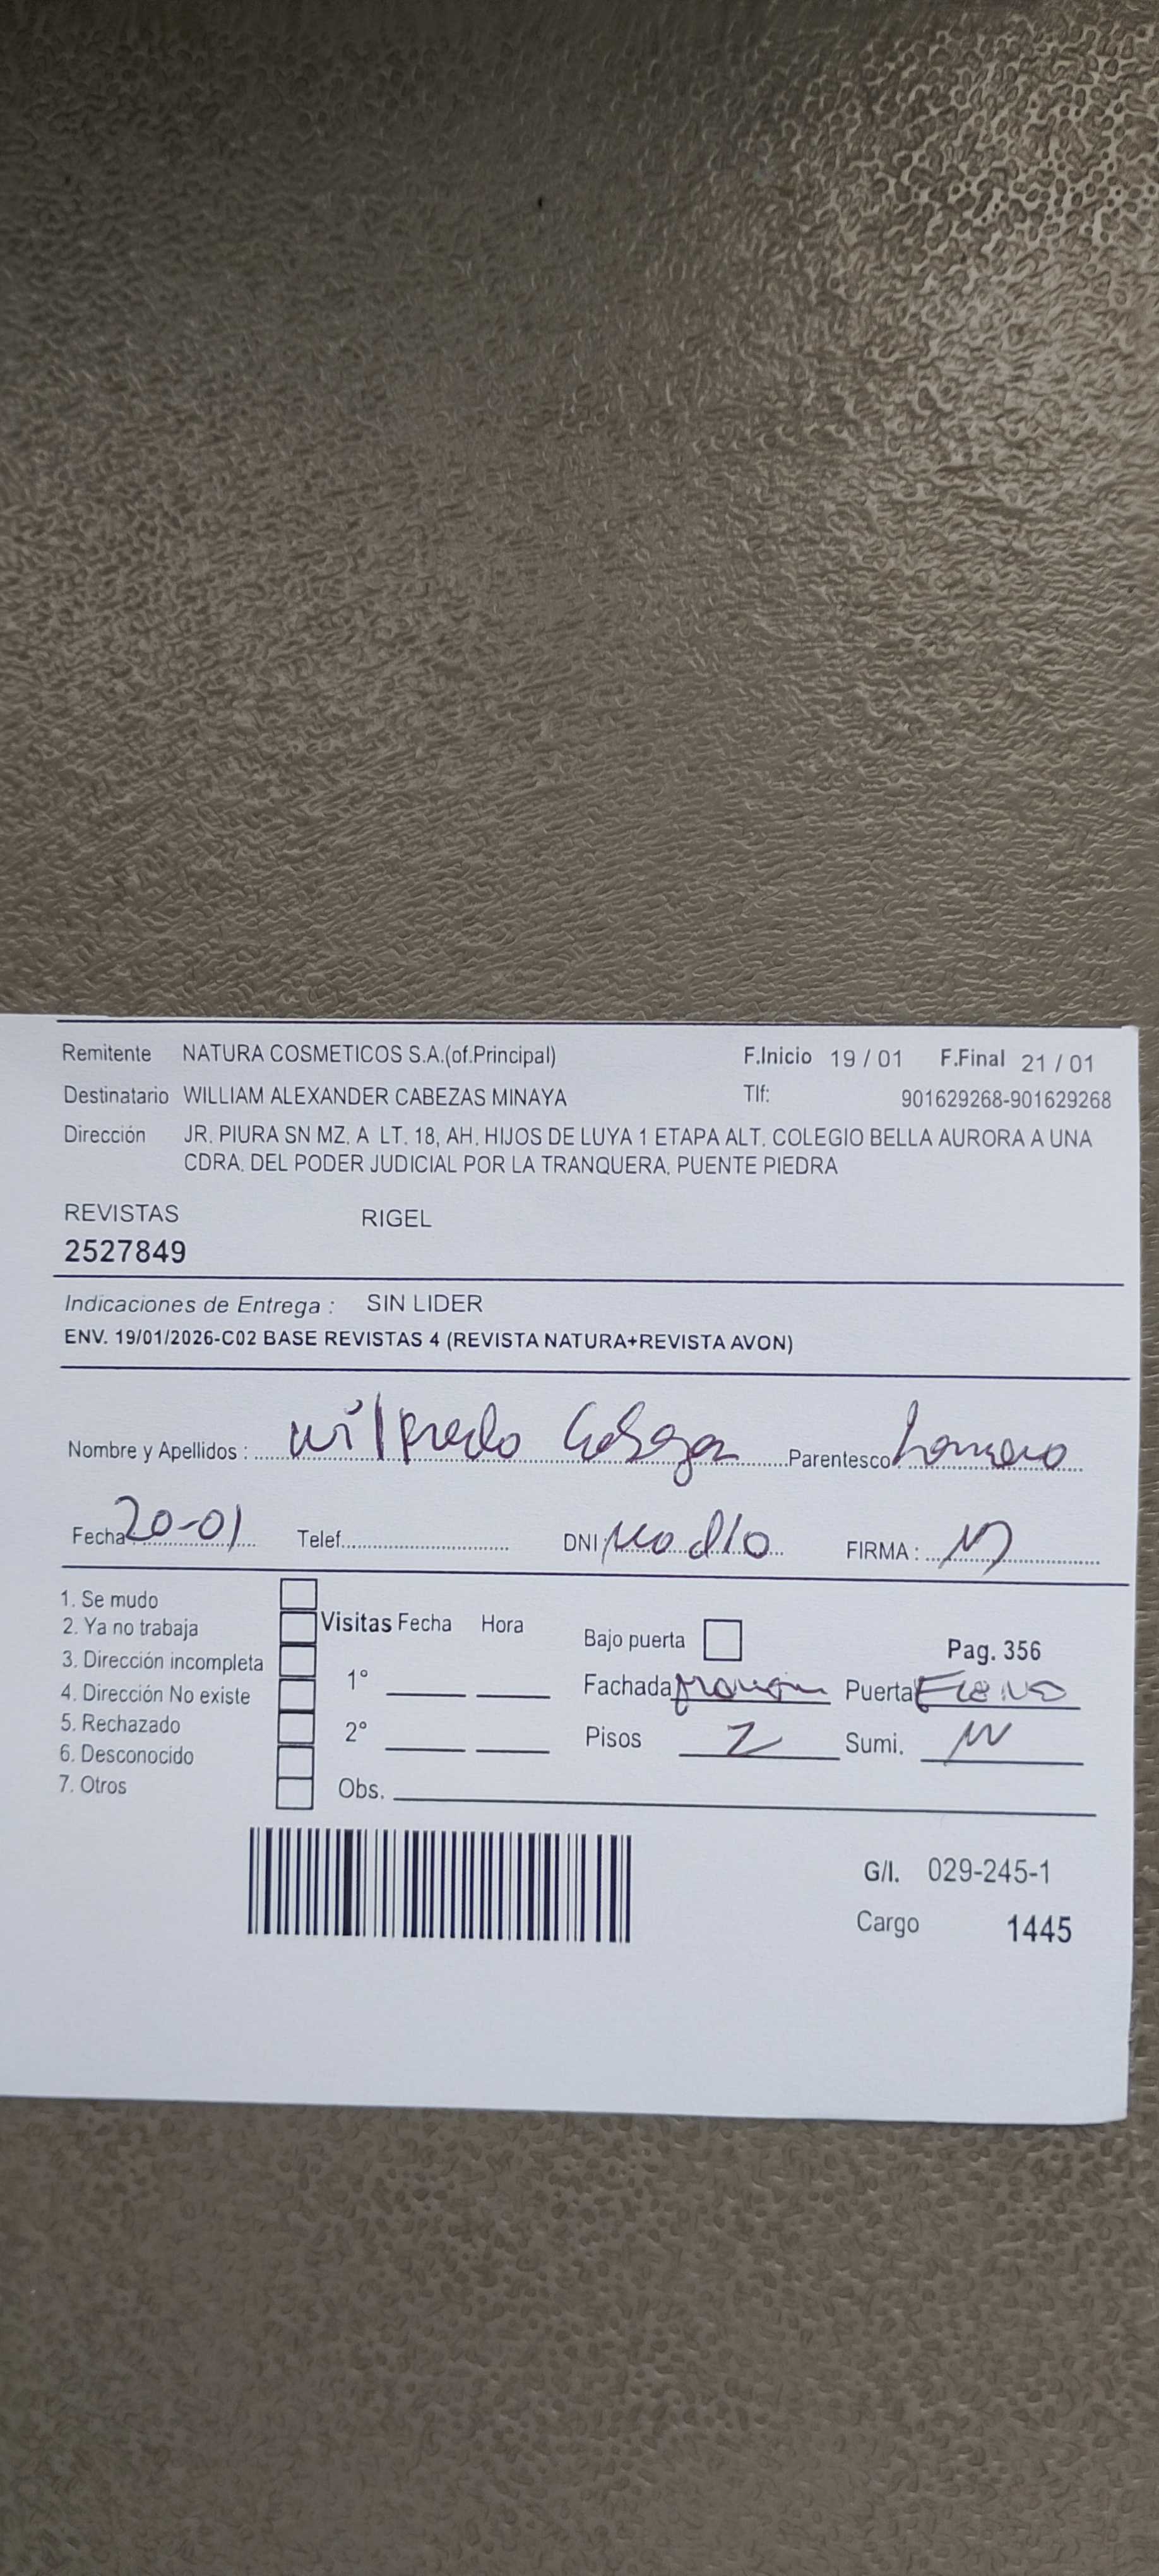 Remitente NATURA COSMETICOS S.A.(of.Principal) F.Inicio 19 / 01 F.Final 21 / 01
Destinatario WILLIAM ALEXANDER CABEZAS MINAYA Tlf: 901629268-901629268
Dirección JR. PIURA SN MZ. A LT. 18, AH. HIJOS DE LUYA 1 ETAPA ALT. COLEGIO BELLA AURORA A UNA
CDRA. DEL PODER JUDICIAL POR LA TRANQUERA. PUENTE PIEDRA
REVISTAS RIGEL
2527849
Indicaciones de Entrega : SIN LIDER
ENV. 19/01/2026-C02 BASE REVISTAS 4 (REVISTA NATURA+REVISTA AVON)
Nombre y Apellidos : Wilfredo Cabezas Parentesco:
Fecha: 20-01 Telef. DNI: No dio FIRMA :
1. Se mudo
2. Ya no trabaja
3. Dirección incompleta
4. Dirección No existe
5. Rechazado
6. Desconocido
7. Otros
Visitas Fecha Hora
1°
2°
Obs.
Bajo puerta Pag. 356
Fachada Puerta
Pisos 2 Sumi.
G/I. 029-245-1
Cargo 1445